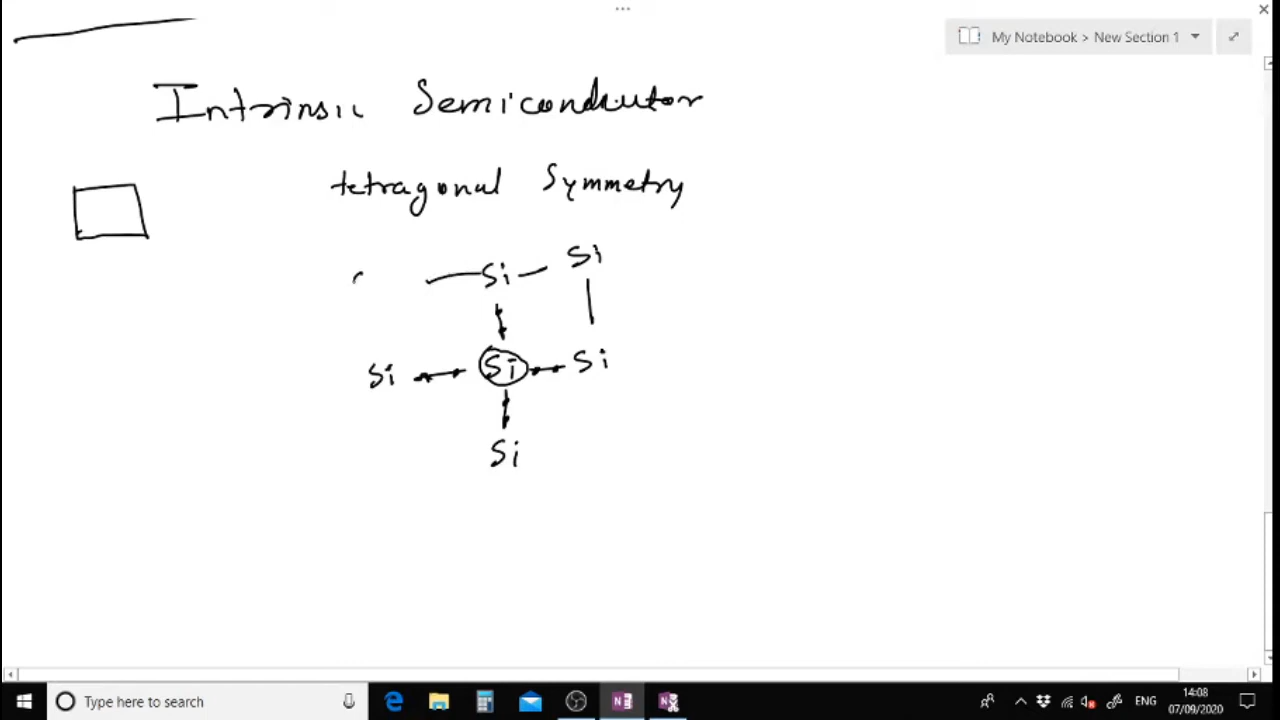 ...
My Notebook > New Section 1
Intrinsic Semiconductor
tetragonal Symmetry
Si Si
Si Si Si
Si
Type here to search
ENG
14:08
07/09/2020